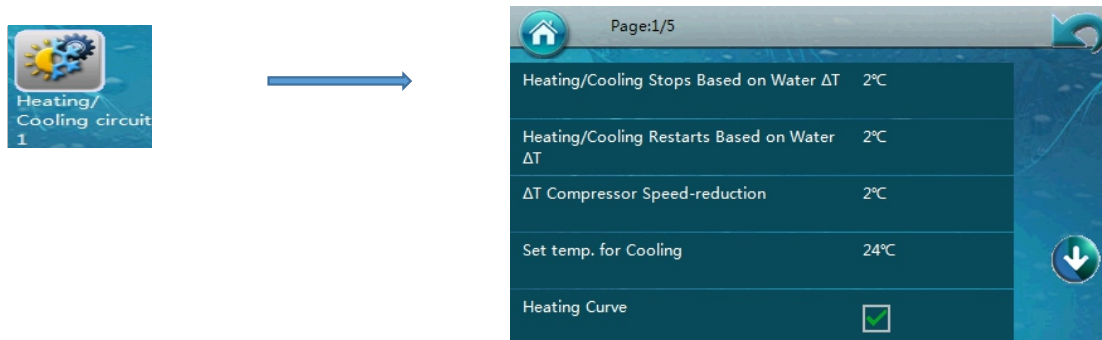 Heating/
Cooling circuit
1
Page:1/5
Heating/Cooling Stops Based on Water ΔT 2℃
Heating/Cooling Restarts Based on Water 2℃
ΔT
ΔT Compressor Speed-reduction 2℃
Set temp. for Cooling 24℃
Heating Curve